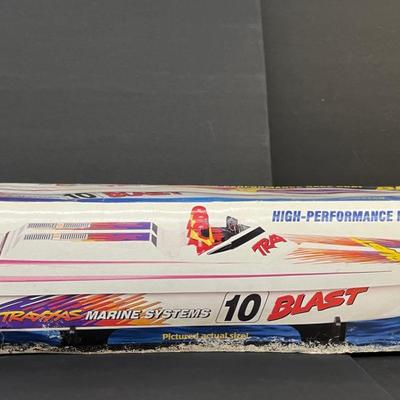 10 BLAST
HIGH-PERFORMANCE
TRA
TRAXXAS MARINE SYSTEMS 10 BLAST
Pictured actual size!